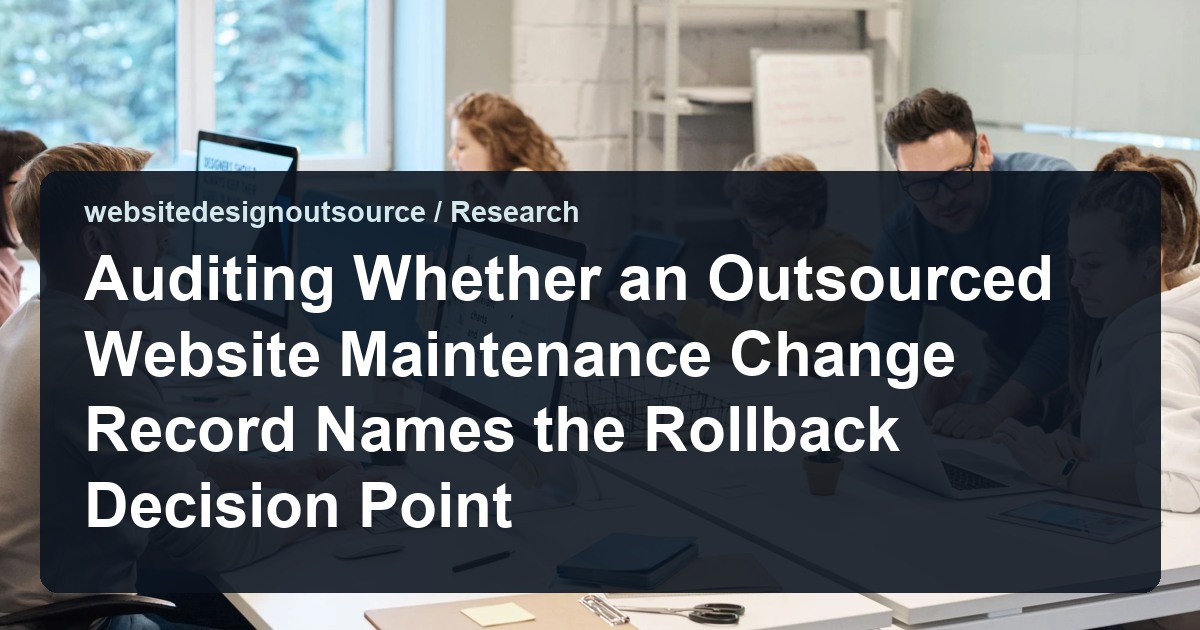 websitedesignoutsource / Research
Auditing Whether an Outsourced
Website Maintenance Change
Record Names the Rollback
Decision Point